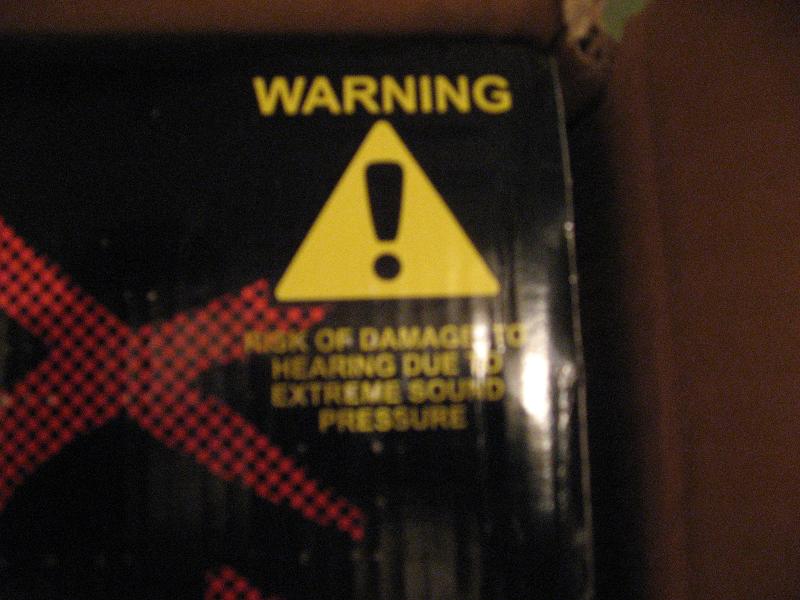 WARNING
RISK OF DAMAGE TO
HEARING DUE TO
EXTREME SOUND
PRESSURE